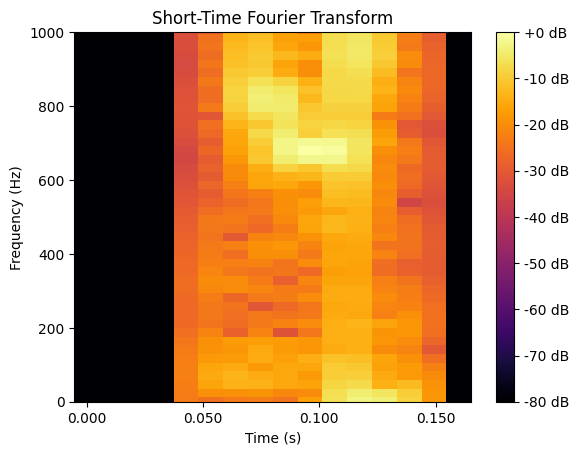 Short-Time Fourier Transform
1000
800
600
400
200
0
Frequency (Hz)
0.000
0.050
0.100
0.150
Time (s)
+0 dB
-10 dB
-20 dB
-30 dB
-40 dB
-50 dB
-60 dB
-70 dB
-80 dB